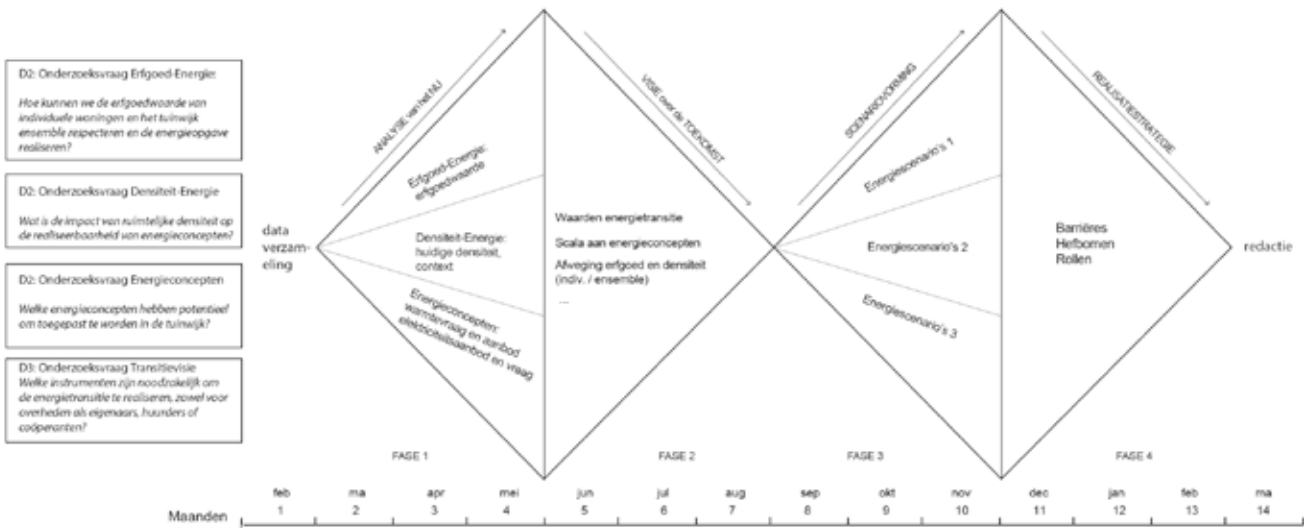 D2: Onderzoeksvraag Erfgoed-Energie:
Hoe kunnen we de erfgoedwaarde van
individuele woningen en het tuinwijk
ensemble respecteren en de energieopgave
realiseren?
D2: Onderzoeksvraag Densiteit-Energie
Wat is de impact van ruimtelijke densiteit op
de realiseerbaarheid van energieconcepten?
D2: Onderzoeksvraag Energieconcepten
Welke energieconcepten hebben potentieel
om toegepast te worden in de tuinwijk?
D3: Onderzoeksvraag Transitievisie
Welke instrumenten zijn noodzakelijk om
de energietransitie te realiseren, zowel voor
overheden als eigenaars, huurders of
coöperanten?
data
verzam-
eling
ANALYSE van het NU
Erfgoed-Energie:
erfgoedwaarde
Densiteit-Energie:
huidige densiteit,
context
Energieconcepten:
warmtevraag en aanbod
elektriciteitsaanbod en vraag
VISIE over de TOEKOMST
Waarden energietransitie
Scala aan energieconcepten
Afweging erfgoed en densiteit
(indiv. / ensemble)
...
SCENARIOVORMING
Energiescenario's 1
Energiescenario's 2
Energiescenario's 3
REALISATIESTRATEGIE
Barrières
Hefbomen
Rollen
redactie
FASE 1
FASE 2
FASE 3
FASE 4
feb ma apr mei jun jul aug sep okt nov dec jan feb ma
Maanden 1 2 3 4 5 6 7 8 9 10 11 12 13 14